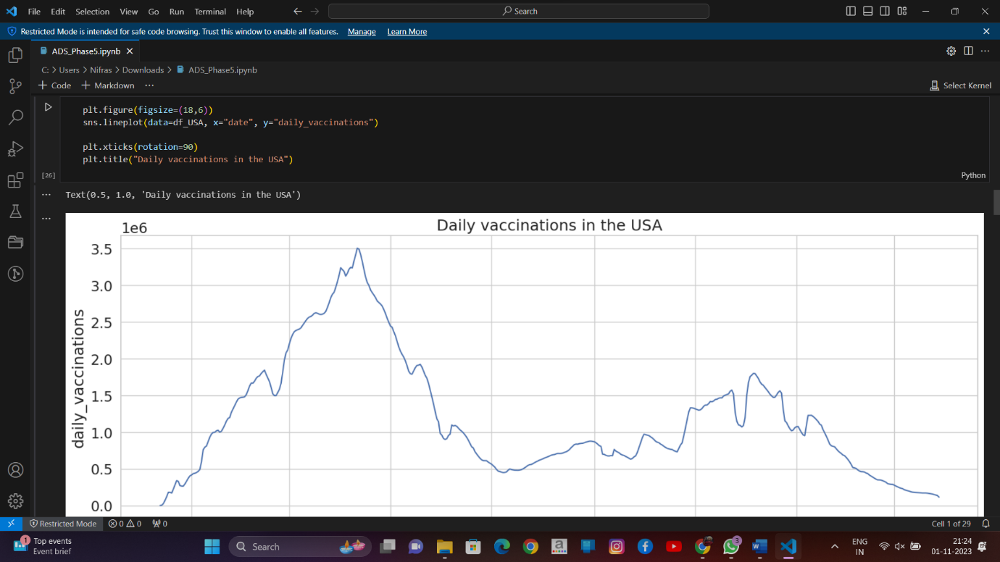 File Edit Selection View Go Run Terminal Help
Search
Restricted Mode is intended for safe code browsing. Trust this window to enable all features. Manage Learn More
ADS_Phase5.ipynb
C: > Users > Nifras > Downloads > ADS_Phase5.ipynb
+ Code + Markdown ...
Select Kernel
plt.figure(figsize=(18,6))
sns.lineplot(data=df_USA, x="date", y="daily_vaccinations")
plt.xticks(rotation=90)
plt.title("Daily vaccinations in the USA")
[26]
Python
Text(0.5, 1.0, 'Daily vaccinations in the USA')
1e6
Daily vaccinations in the USA
3.5
3.0
2.5
2.0
1.5
1.0
0.5
0.0
daily_vaccinations
Restricted Mode 0 0 0
Cell 1 of 29
1
Top events
Event brief
Search
a
3
W
ENG
IN
21:24
01-11-2023